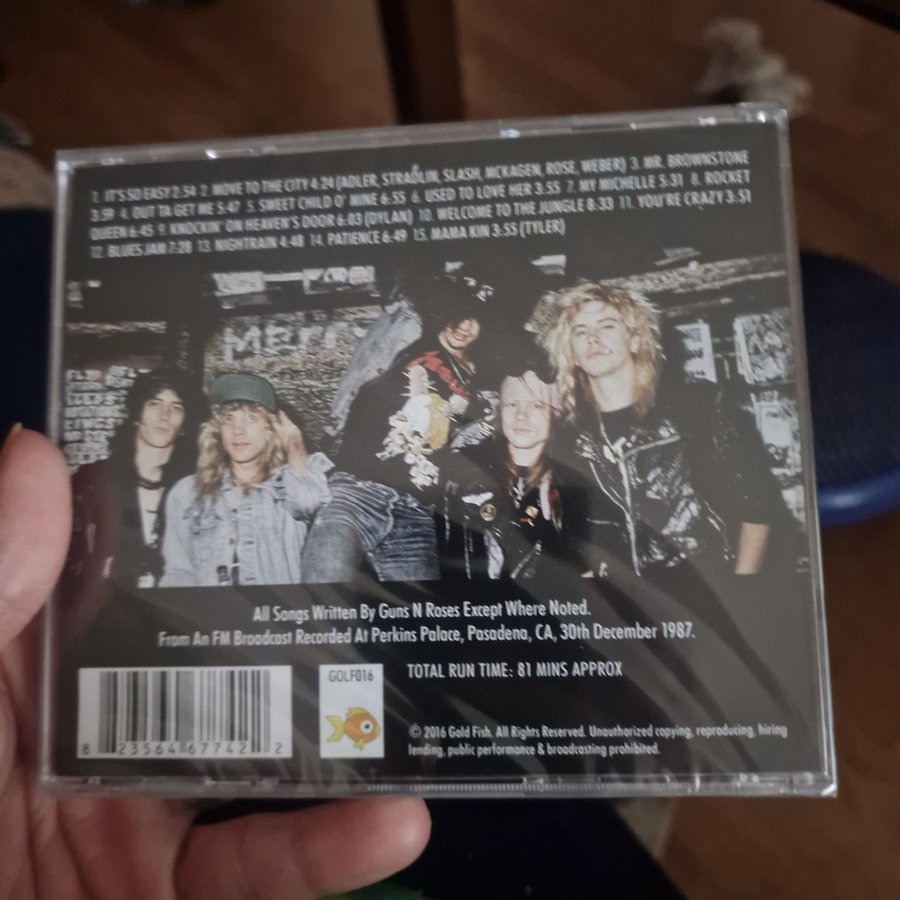 1. IT'S SO EASY 2:54 2. MOVE TO THE CITY 4:24 (ADLER, STRADLIN, SLASH, MCKAGEN, ROSE, WEBER) 3. MR. BROWNSTONE
3:59 4. OUT TA GET ME 5:47 5. SWEET CHILD O' MINE 6:55 6. USED TO LOVE HER 3:55 7. MY MICHELLE 5.31 8. ROCKET
QUEEN 6:45 9. KNOCKIN' ON HEAVEN'S DOOR 6:03 (DYLAN) 10. WELCOME TO THE JUNGLE 8:33 11. YOU'RE CRAZY 3:51
12. BLUES JAM 7:28 13. NIGHTRAIN 4:48 14. PATIENCE 6:49 15. MAMA KIN 3:55 (TYLER)
Merry
All Songs Written By Guns N Roses Except Where Noted.
From An FM Broadcast Recorded At Perkins Palace, Pasadena, CA, 30th December 1987.
GOLF016
TOTAL RUN TIME: 81 MINS APPROX
8 23564 67742 2
© 2016 Gold Fish. All Rights Reserved. Unauthorized copying, reproducing, hiring
lending, public performance & broadcasting prohibited.